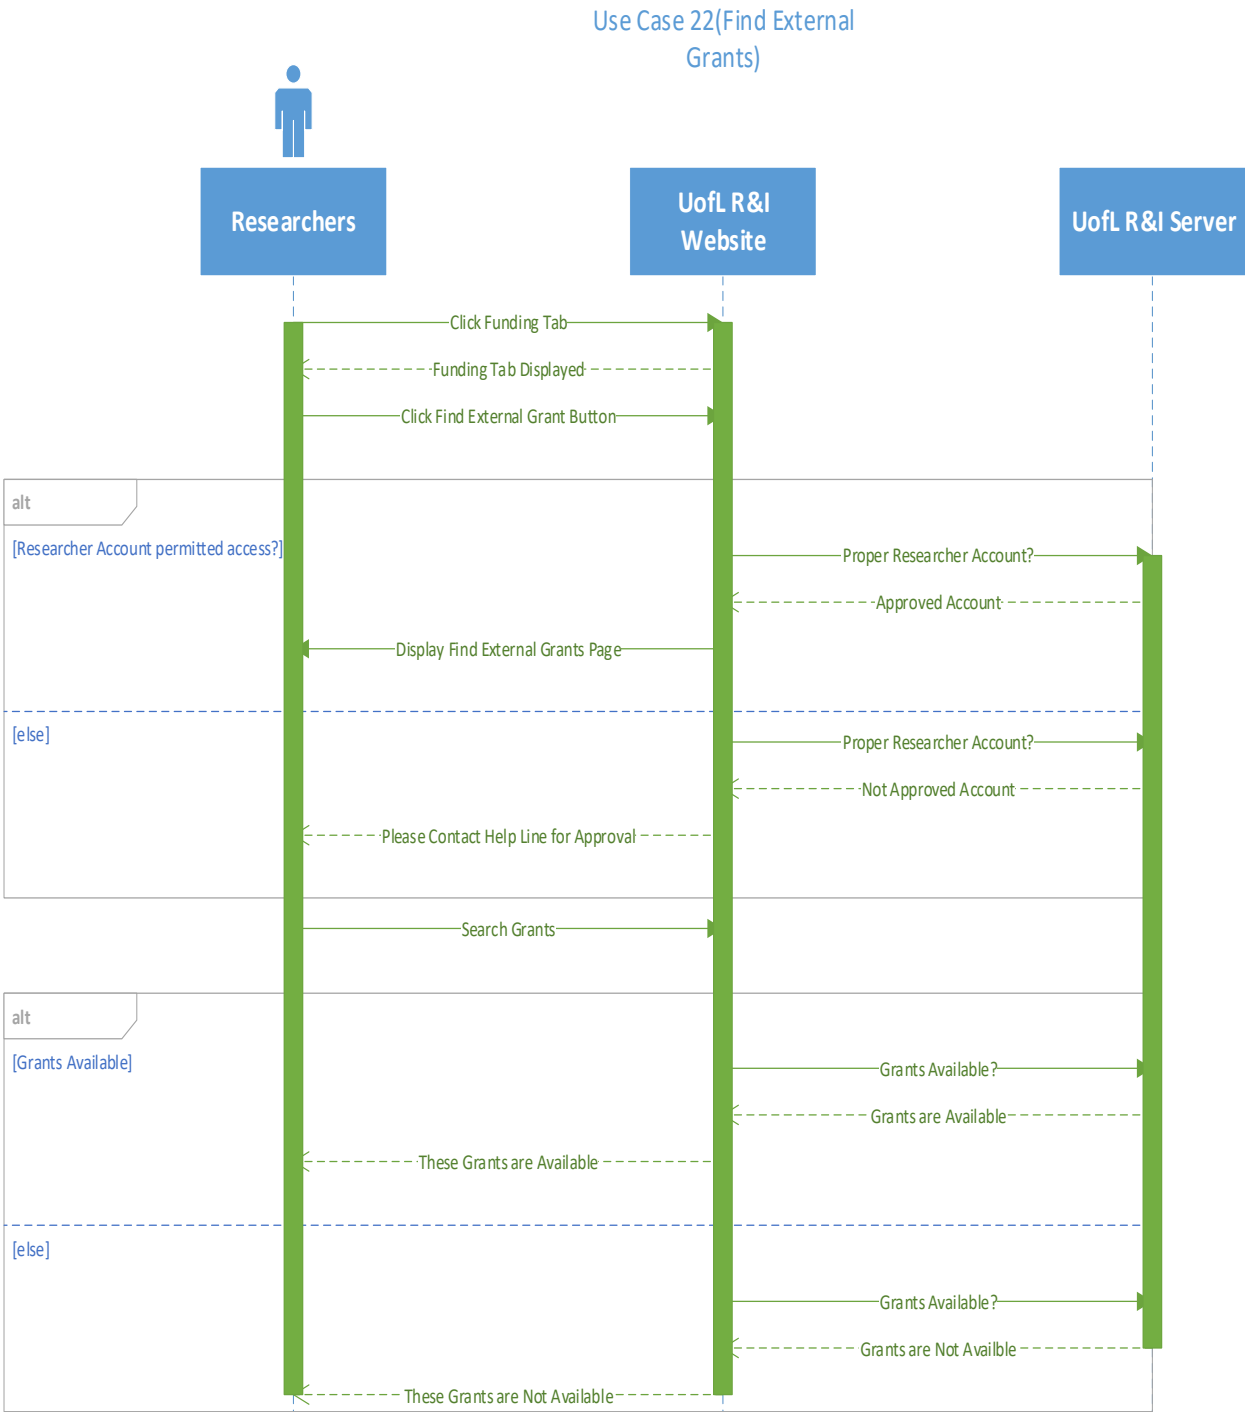 Use Case 22(Find External
Grants)
Researchers
UofL R&I
Website
UofL R&I Server
Click Funding Tab
Funding Tab Displayed
Click Find External Grant Button
alt
[Researcher Account permitted access?]
Proper Researcher Account?
Approved Account
Display Find External Grants Page
[else]
Proper Researcher Account?
Not Approved Account
Please Contact Help Line for Approval
Search Grants
alt
[Grants Available]
Grants Available?
Grants are Available
These Grants are Available
[else]
Grants Available?
Grants are Not Availble
These Grants are Not Available